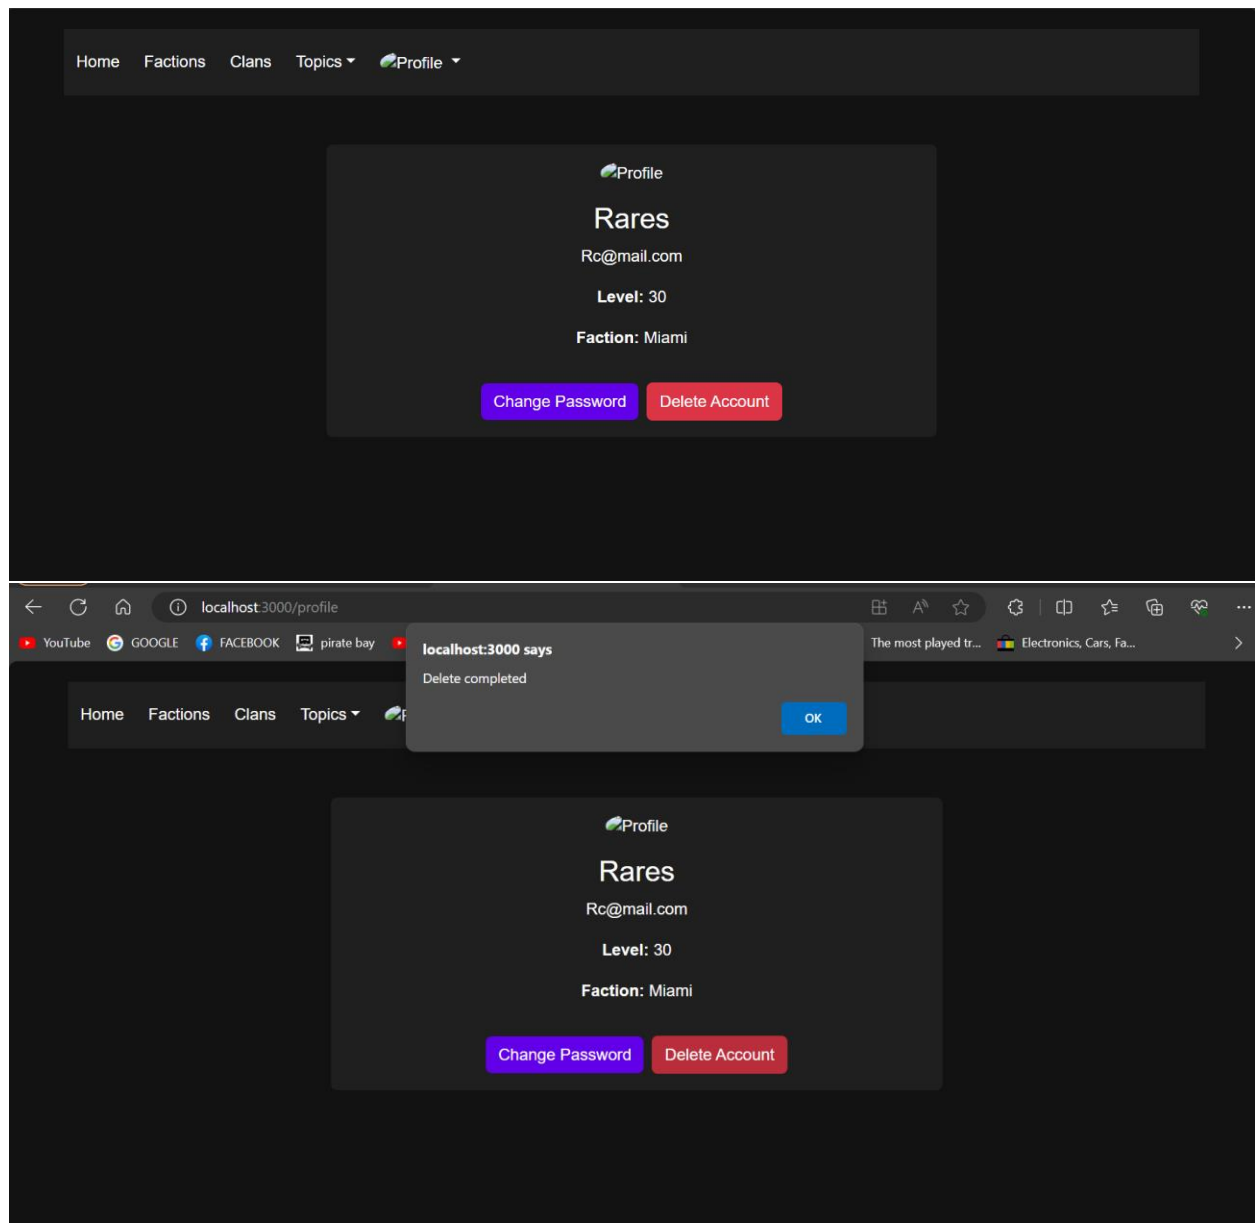 Home Factions Clans Topics Profile
Profile
Rares
Rc@mail.com
Level: 30
Faction: Miami
Change Password Delete Account
localhost:3000/profile
YouTube GOOGLE FACEBOOK pirate bay The most played tr... Electronics, Cars, Fa...
localhost:3000 says
Delete completed
OK
Home Factions Clans Topics
Profile
Rares
Rc@mail.com
Level: 30
Faction: Miami
Change Password Delete Account